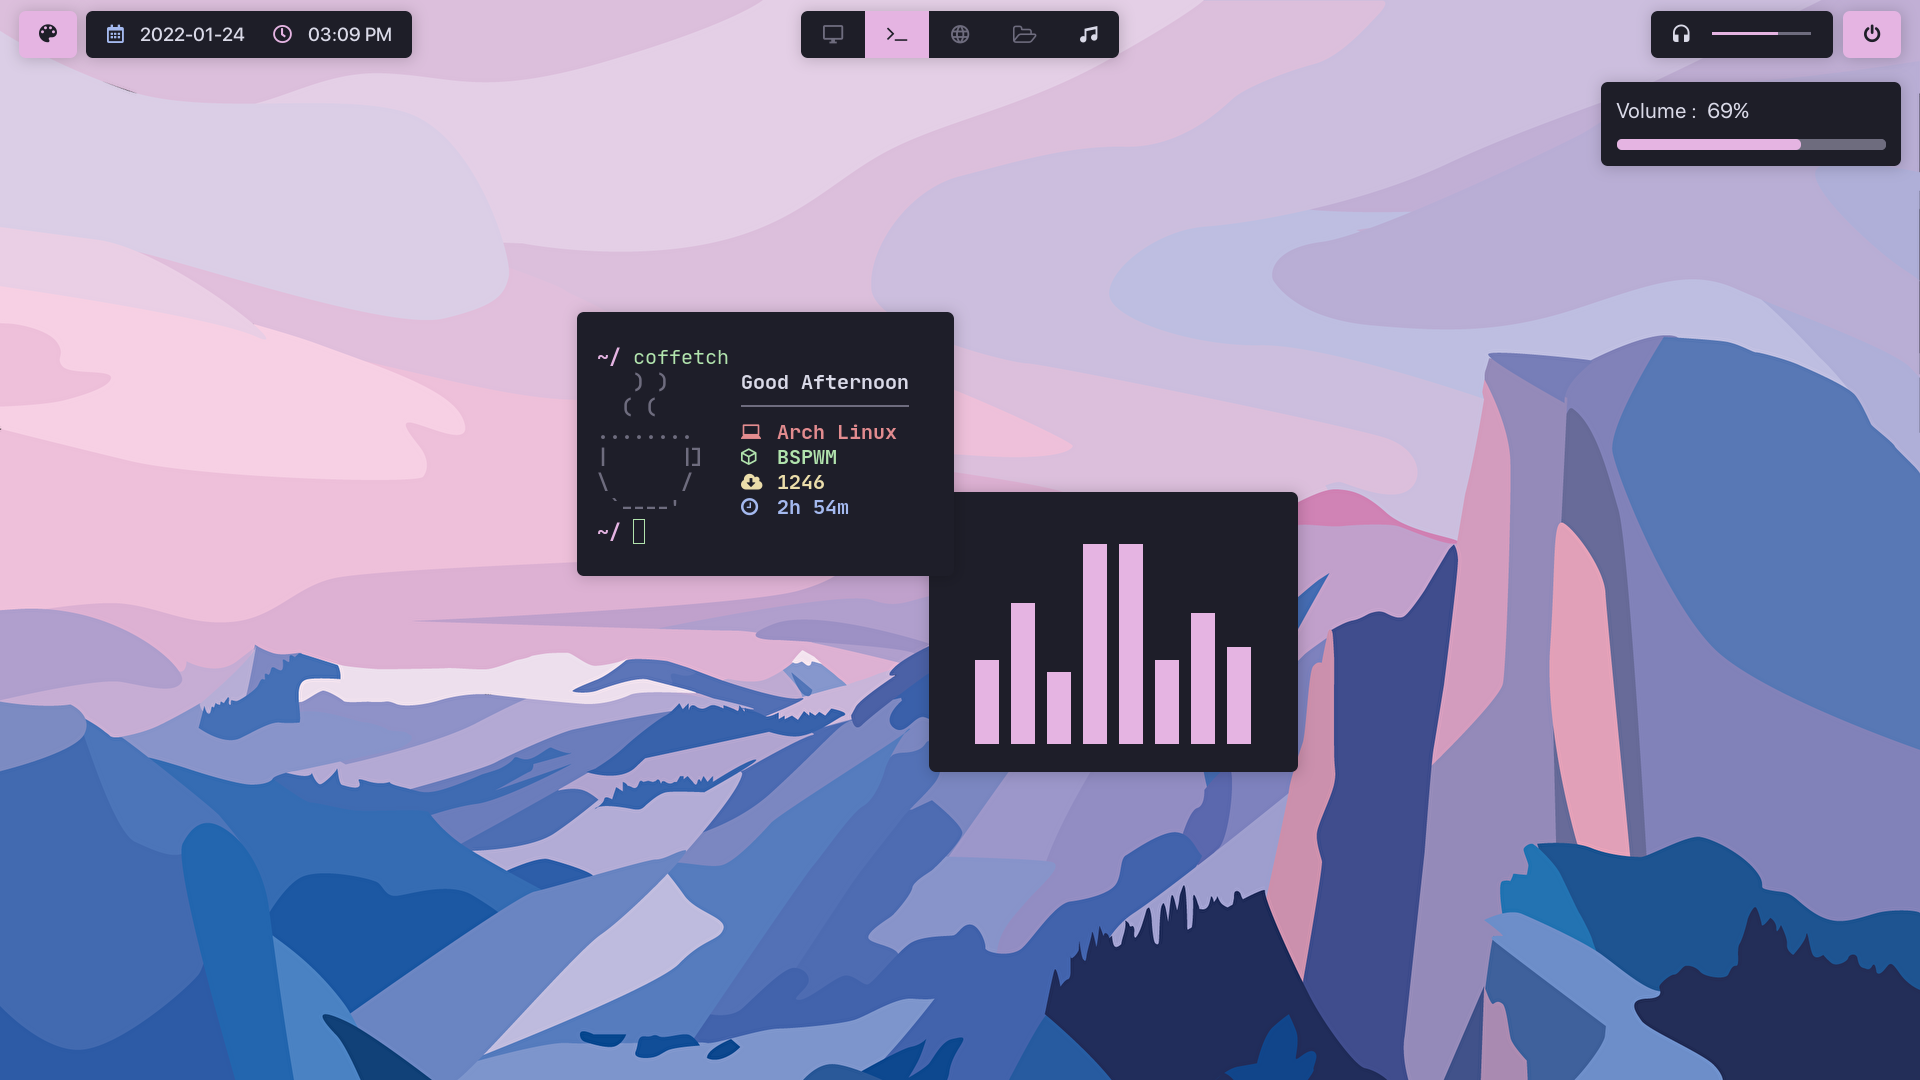 2022-01-24 03:09 PM
Volume : 69%
~/ coffetch
Good Afternoon
Arch Linux
BSPWM
1246
2h 54m
~/